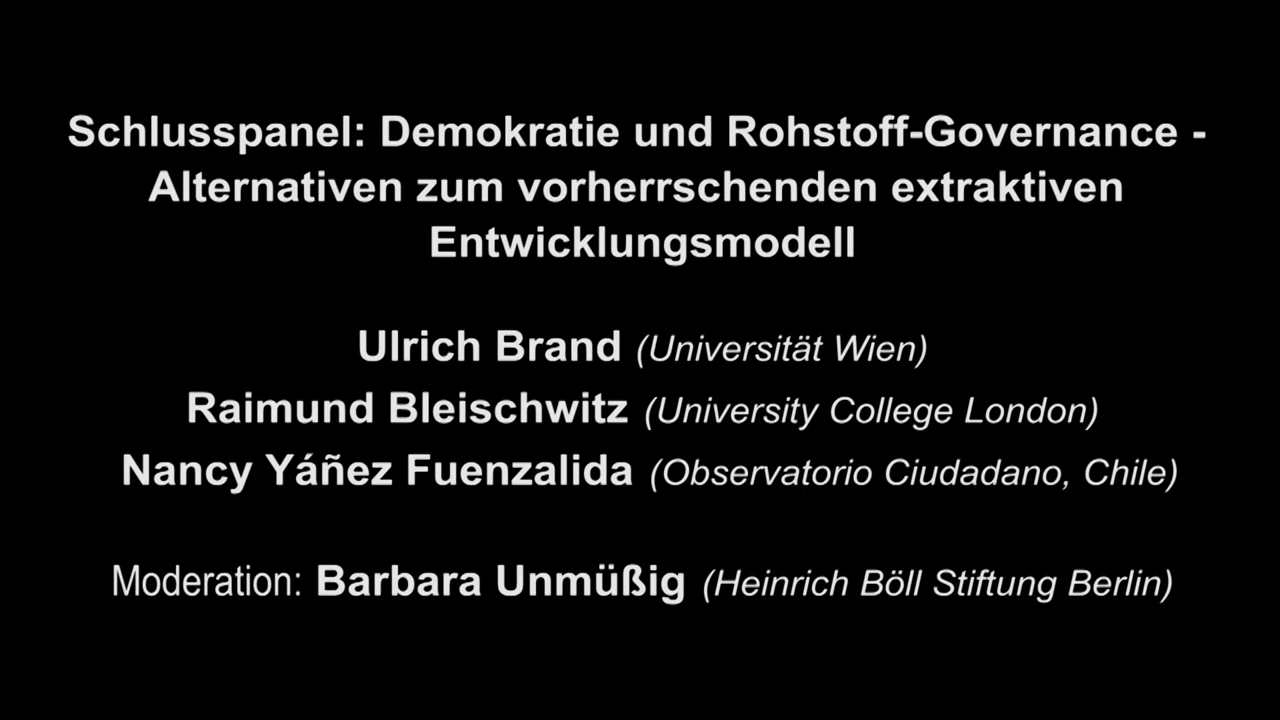 Schlusspanel: Demokratie und Rohstoff-Governance -
Alternativen zum vorherrschenden extraktiven
Entwicklungsmodell
Ulrich Brand (Universität Wien)
Raimund Bleischwitz (University College London)
Nancy Yáñez Fuenzalida (Observatorio Ciudadano, Chile)
Moderation: Barbara Unmüßig (Heinrich Böll Stiftung Berlin)